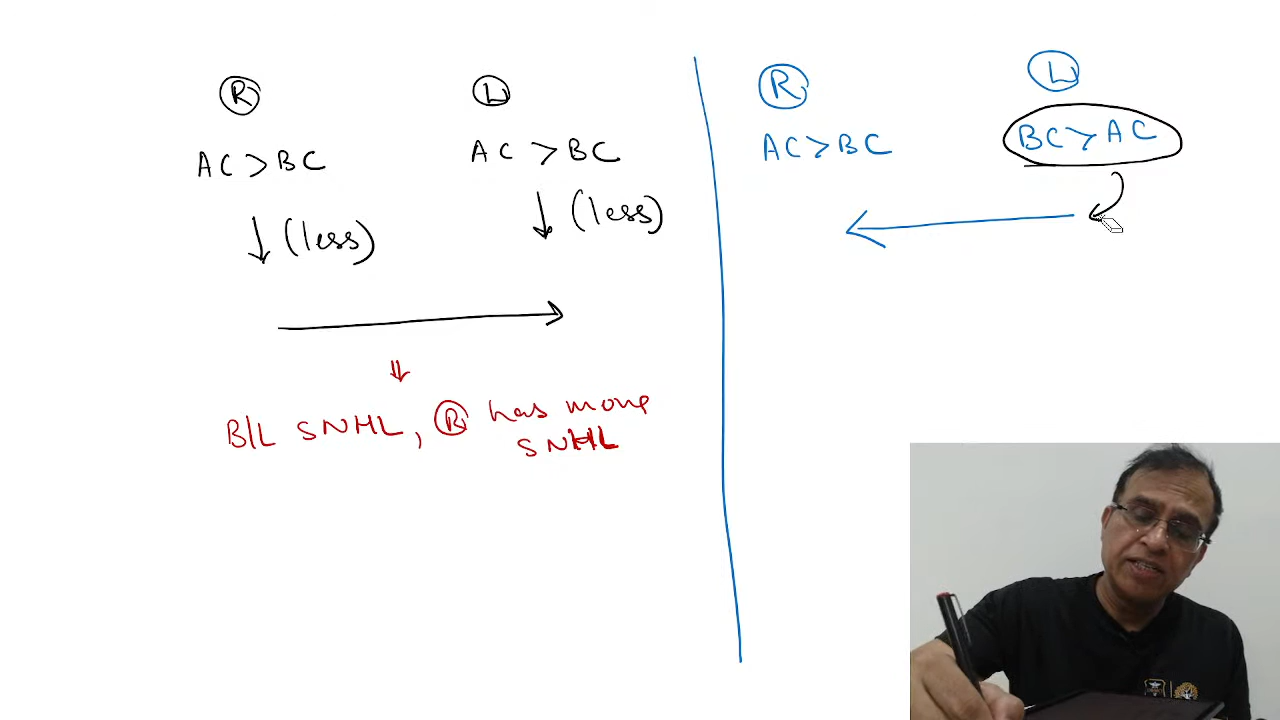 R L
AC > BC AC > BC
↓ (less) ↓ (less)
B/L SNHL, R has more
SNHL
R L
AC > BC BC > AC